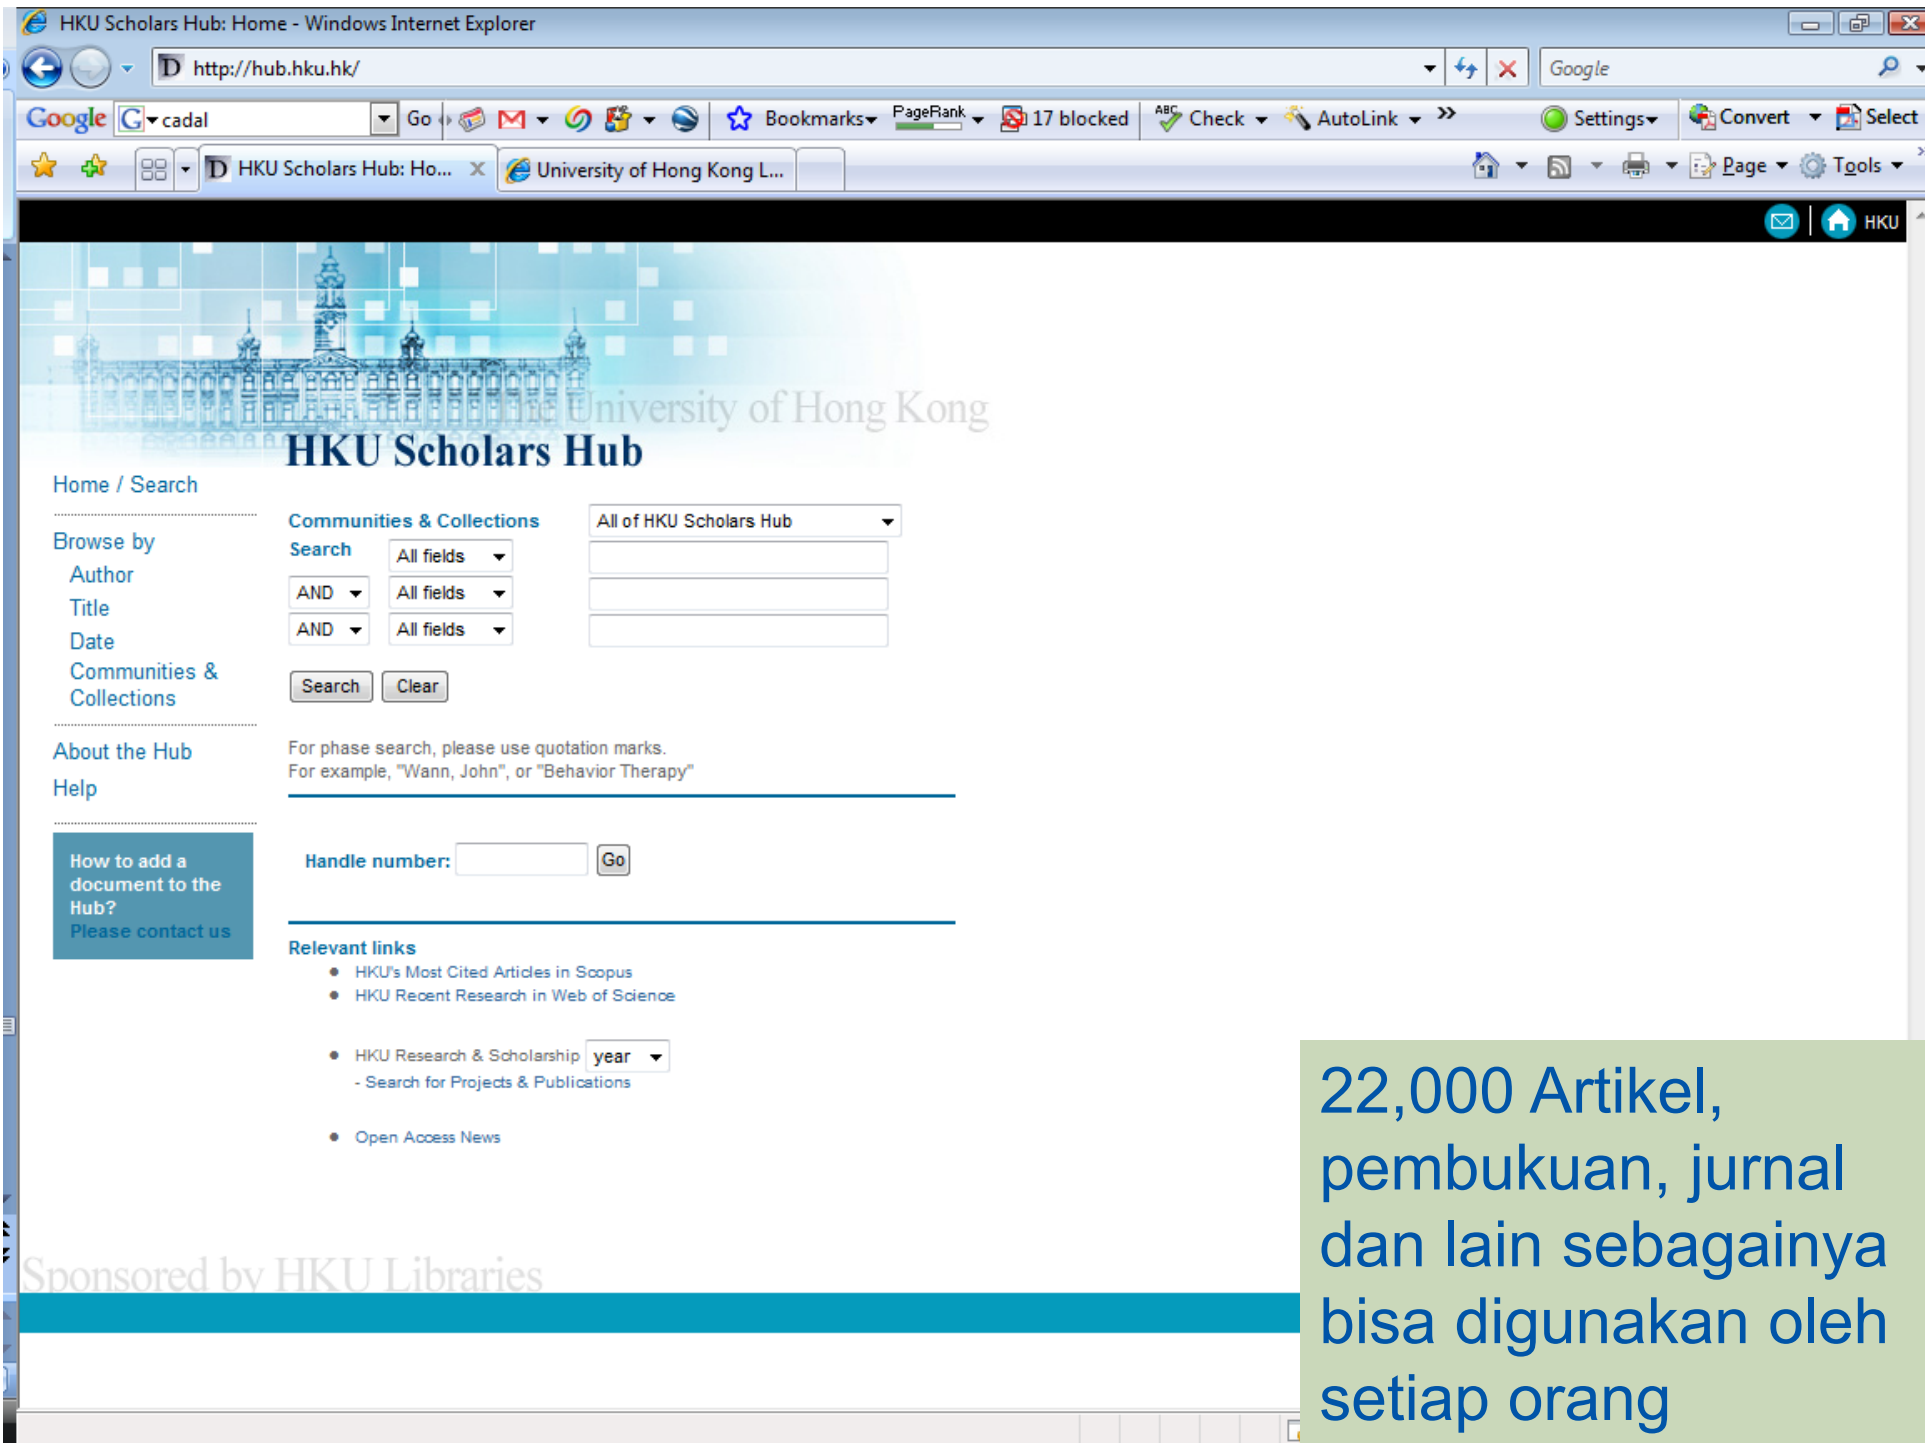 HKU Scholars Hub: Home - Windows Internet Explorer
http://hub.hku.hk/
Google
Google G cadal Go Bookmarks PageRank 17 blocked ABC Check AutoLink » Settings Convert Select
D HKU Scholars Hub: Ho... x University of Hong Kong L...
Page Tools
HKU
The University of Hong Kong
HKU Scholars Hub
Home / Search
Browse by
Author
Title
Date
Communities &
Collections
About the Hub
Help
How to add a
document to the
Hub?
Please contact us
Communities & Collections All of HKU Scholars Hub
Search All fields
AND All fields
AND All fields
Search Clear
For phase search, please use quotation marks.
For example, "Wann, John", or "Behavior Therapy"
Handle number: Go
Relevant links
HKU's Most Cited Articles in Scopus
HKU Recent Research in Web of Science
HKU Research & Scholarship year
- Search for Projects & Publications
Open Access News
Sponsored by HKU Libraries
22,000 Artikel,
pembukuan, jurnal
dan lain sebagainya
bisa digunakan oleh
setiap orang